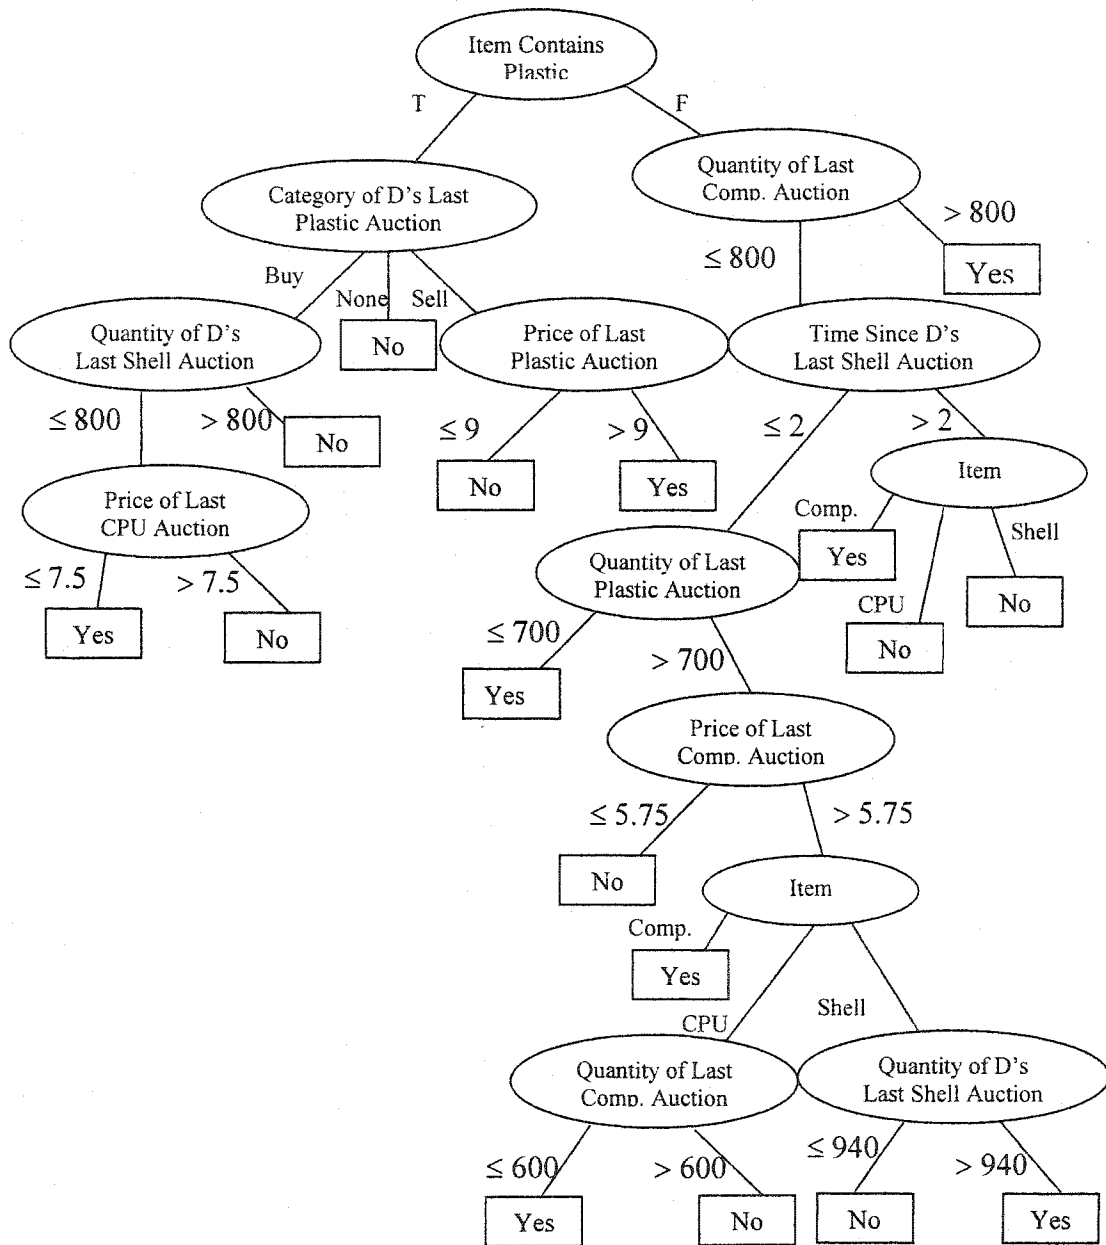 Item Contains
Plastic
T
F
Quantity of Last
Comp. Auction
Category of D's Last
Plastic Auction
> 800
≤ 800
Yes
Buy
None
Sell
Quantity of D's
Last Shell Auction
No
Price of Last
Plastic Auction
Time Since D's
Last Shell Auction
≤ 800
> 800
No
≤ 9
> 9
≤ 2
> 2
No
Yes
Item
Price of Last
CPU Auction
Comp.
Yes
Shell
Quantity of Last
Plastic Auction
≤ 7.5
> 7.5
CPU
No
Yes
No
≤ 700
> 700
No
Yes
Price of Last
Comp. Auction
≤ 5.75
> 5.75
No
Item
Comp.
Yes
CPU
Shell
Quantity of Last
Comp. Auction
Quantity of D's
Last Shell Auction
≤ 600
> 600
≤ 940
> 940
Yes
No
No
Yes